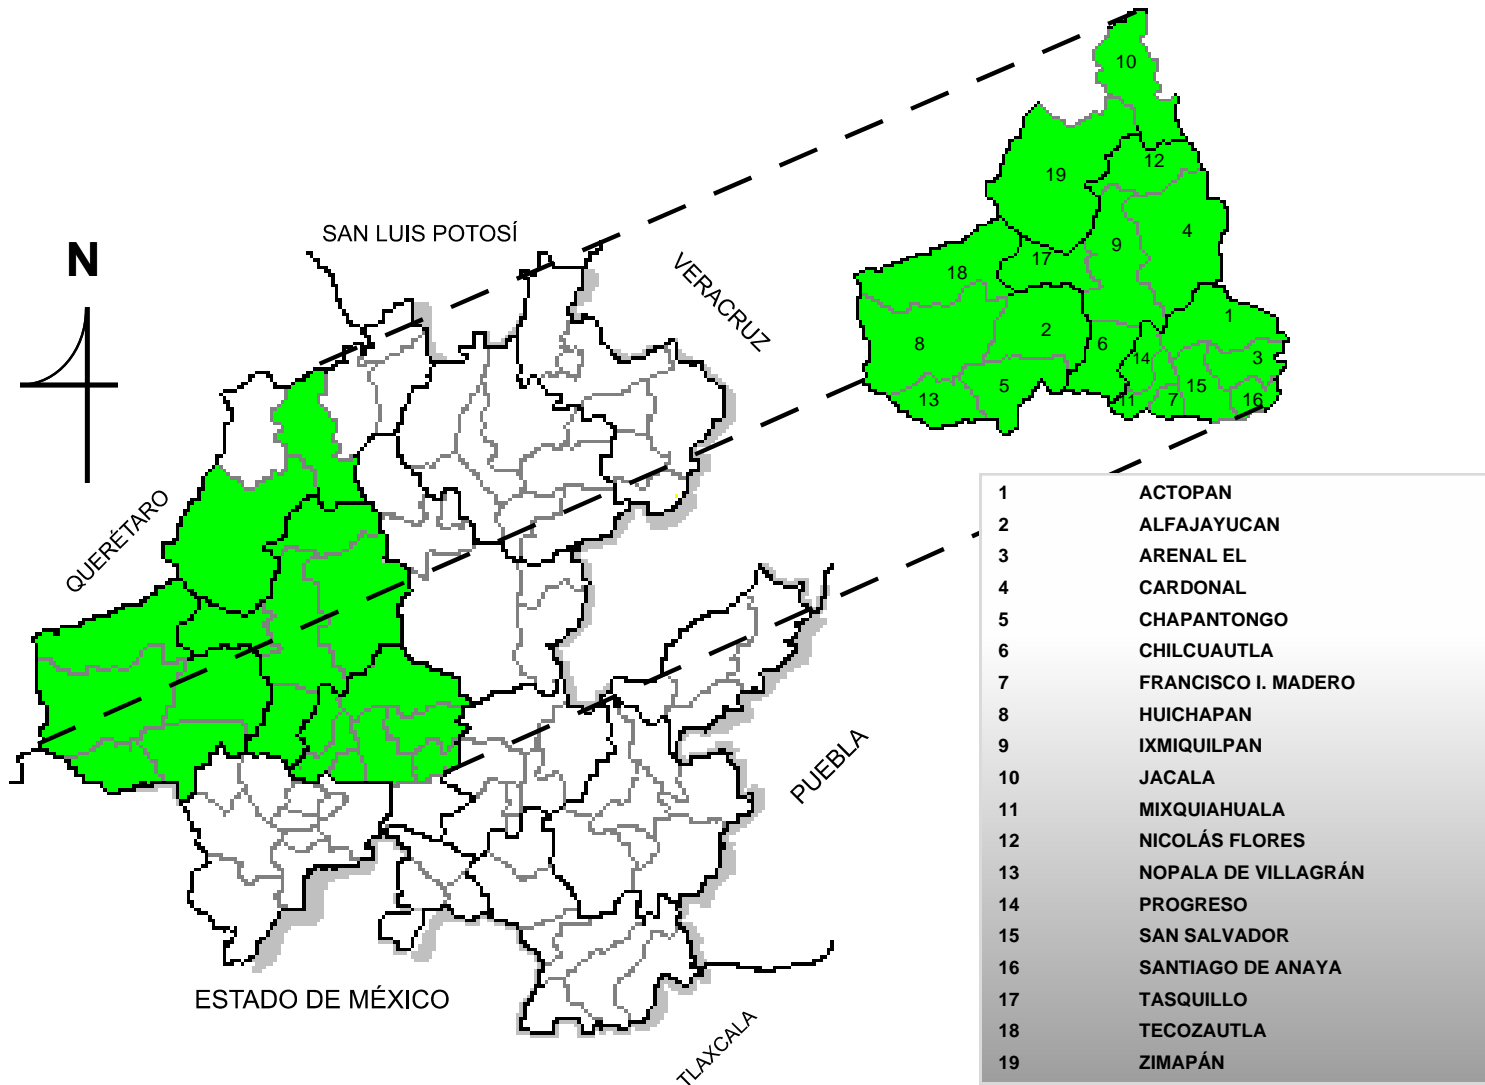 10
12
19
4
9
17
18
1
2
8
6
14
3
5
15
13
11
7
16
SAN LUIS POTOSÍ
N
VERACRUZ
QUERÉTARO
PUEBLA
ESTADO DE MÉXICO
TLAXCALA
1 ACTOPAN
2 ALFAJAYUCAN
3 ARENAL EL
4 CARDONAL
5 CHAPANTONGO
6 CHILCUAUTLA
7 FRANCISCO I. MADERO
8 HUICHAPAN
9 IXMIQUILPAN
10 JACALA
11 MIXQUIAHUALA
12 NICOLÁS FLORES
13 NOPALA DE VILLAGRÁN
14 PROGRESO
15 SAN SALVADOR
16 SANTIAGO DE ANAYA
17 TASQUILLO
18 TECOZAUTLA
19 ZIMAPÁN